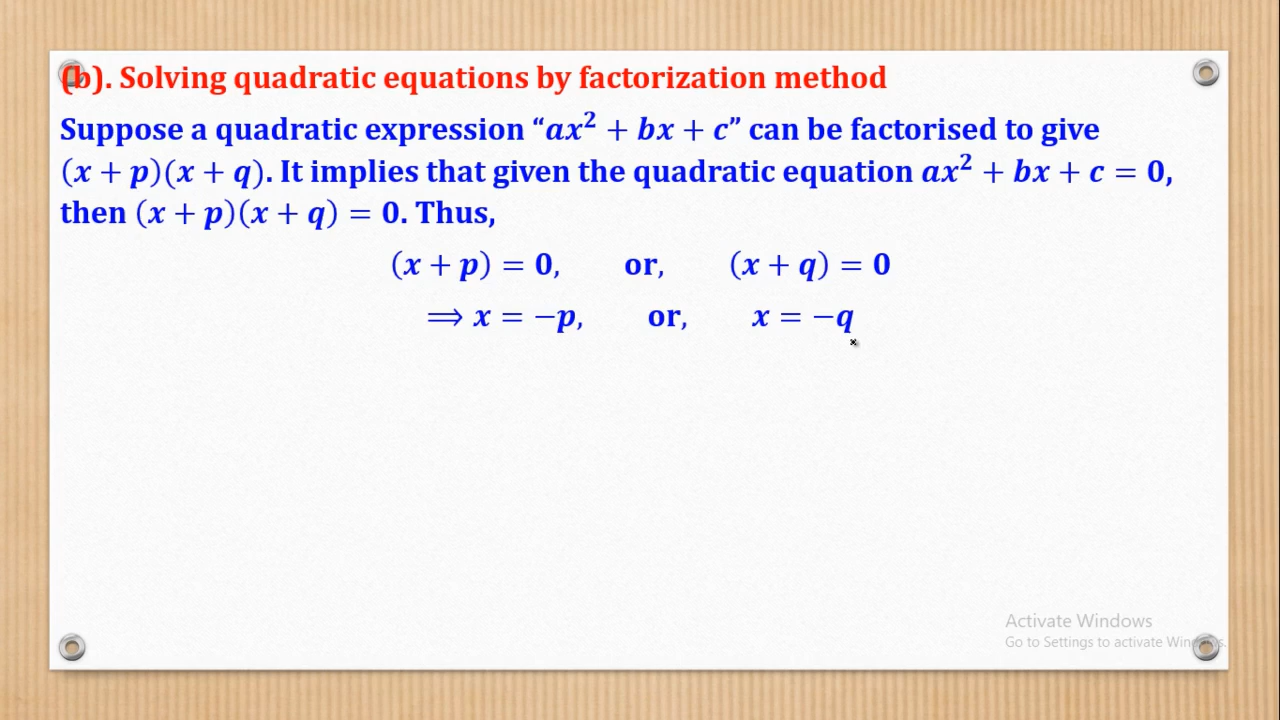 (b). Solving quadratic equations by factorization method
Suppose a quadratic expression “ax² + bx + c” can be factorised to give
(x + p)(x + q). It implies that given the quadratic equation ax² + bx + c = 0,
then (x + p)(x + q) = 0. Thus,
(x + p) = 0, or, (x + q) = 0
⟹ x = −p, or, x = −q
Activate Windows
Go to Settings to activate Windows.